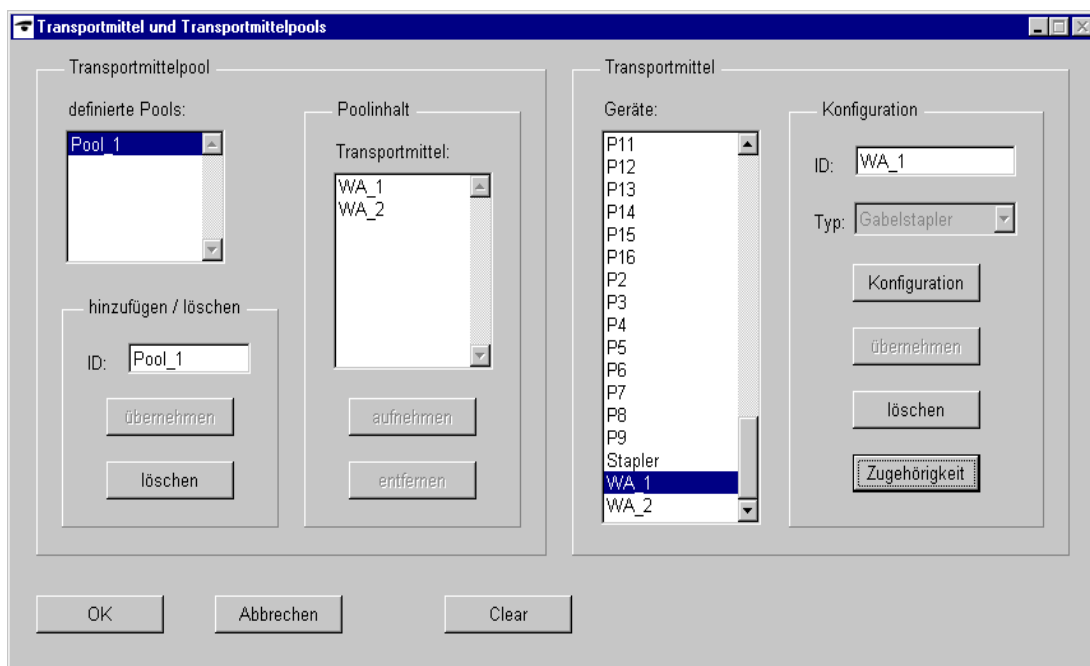 Transportmittel und Transportmittelpools
Transportmittelpool
definierte Pools:
Pool_1
hinzufügen / löschen
ID: Pool_1
übernehmen
löschen
Poolinhalt
Transportmittel:
WA_1
WA_2
aufnehmen
entfernen
Transportmittel
Geräte:
P11
P12
P13
P14
P15
P16
P2
P3
P4
P5
P6
P7
P8
P9
Stapler
WA_1
WA_2
Konfiguration
ID: WA_1
Typ: Gabelstapler
Konfiguration
übernehmen
löschen
Zugehörigkeit
OK
Abbrechen
Clear